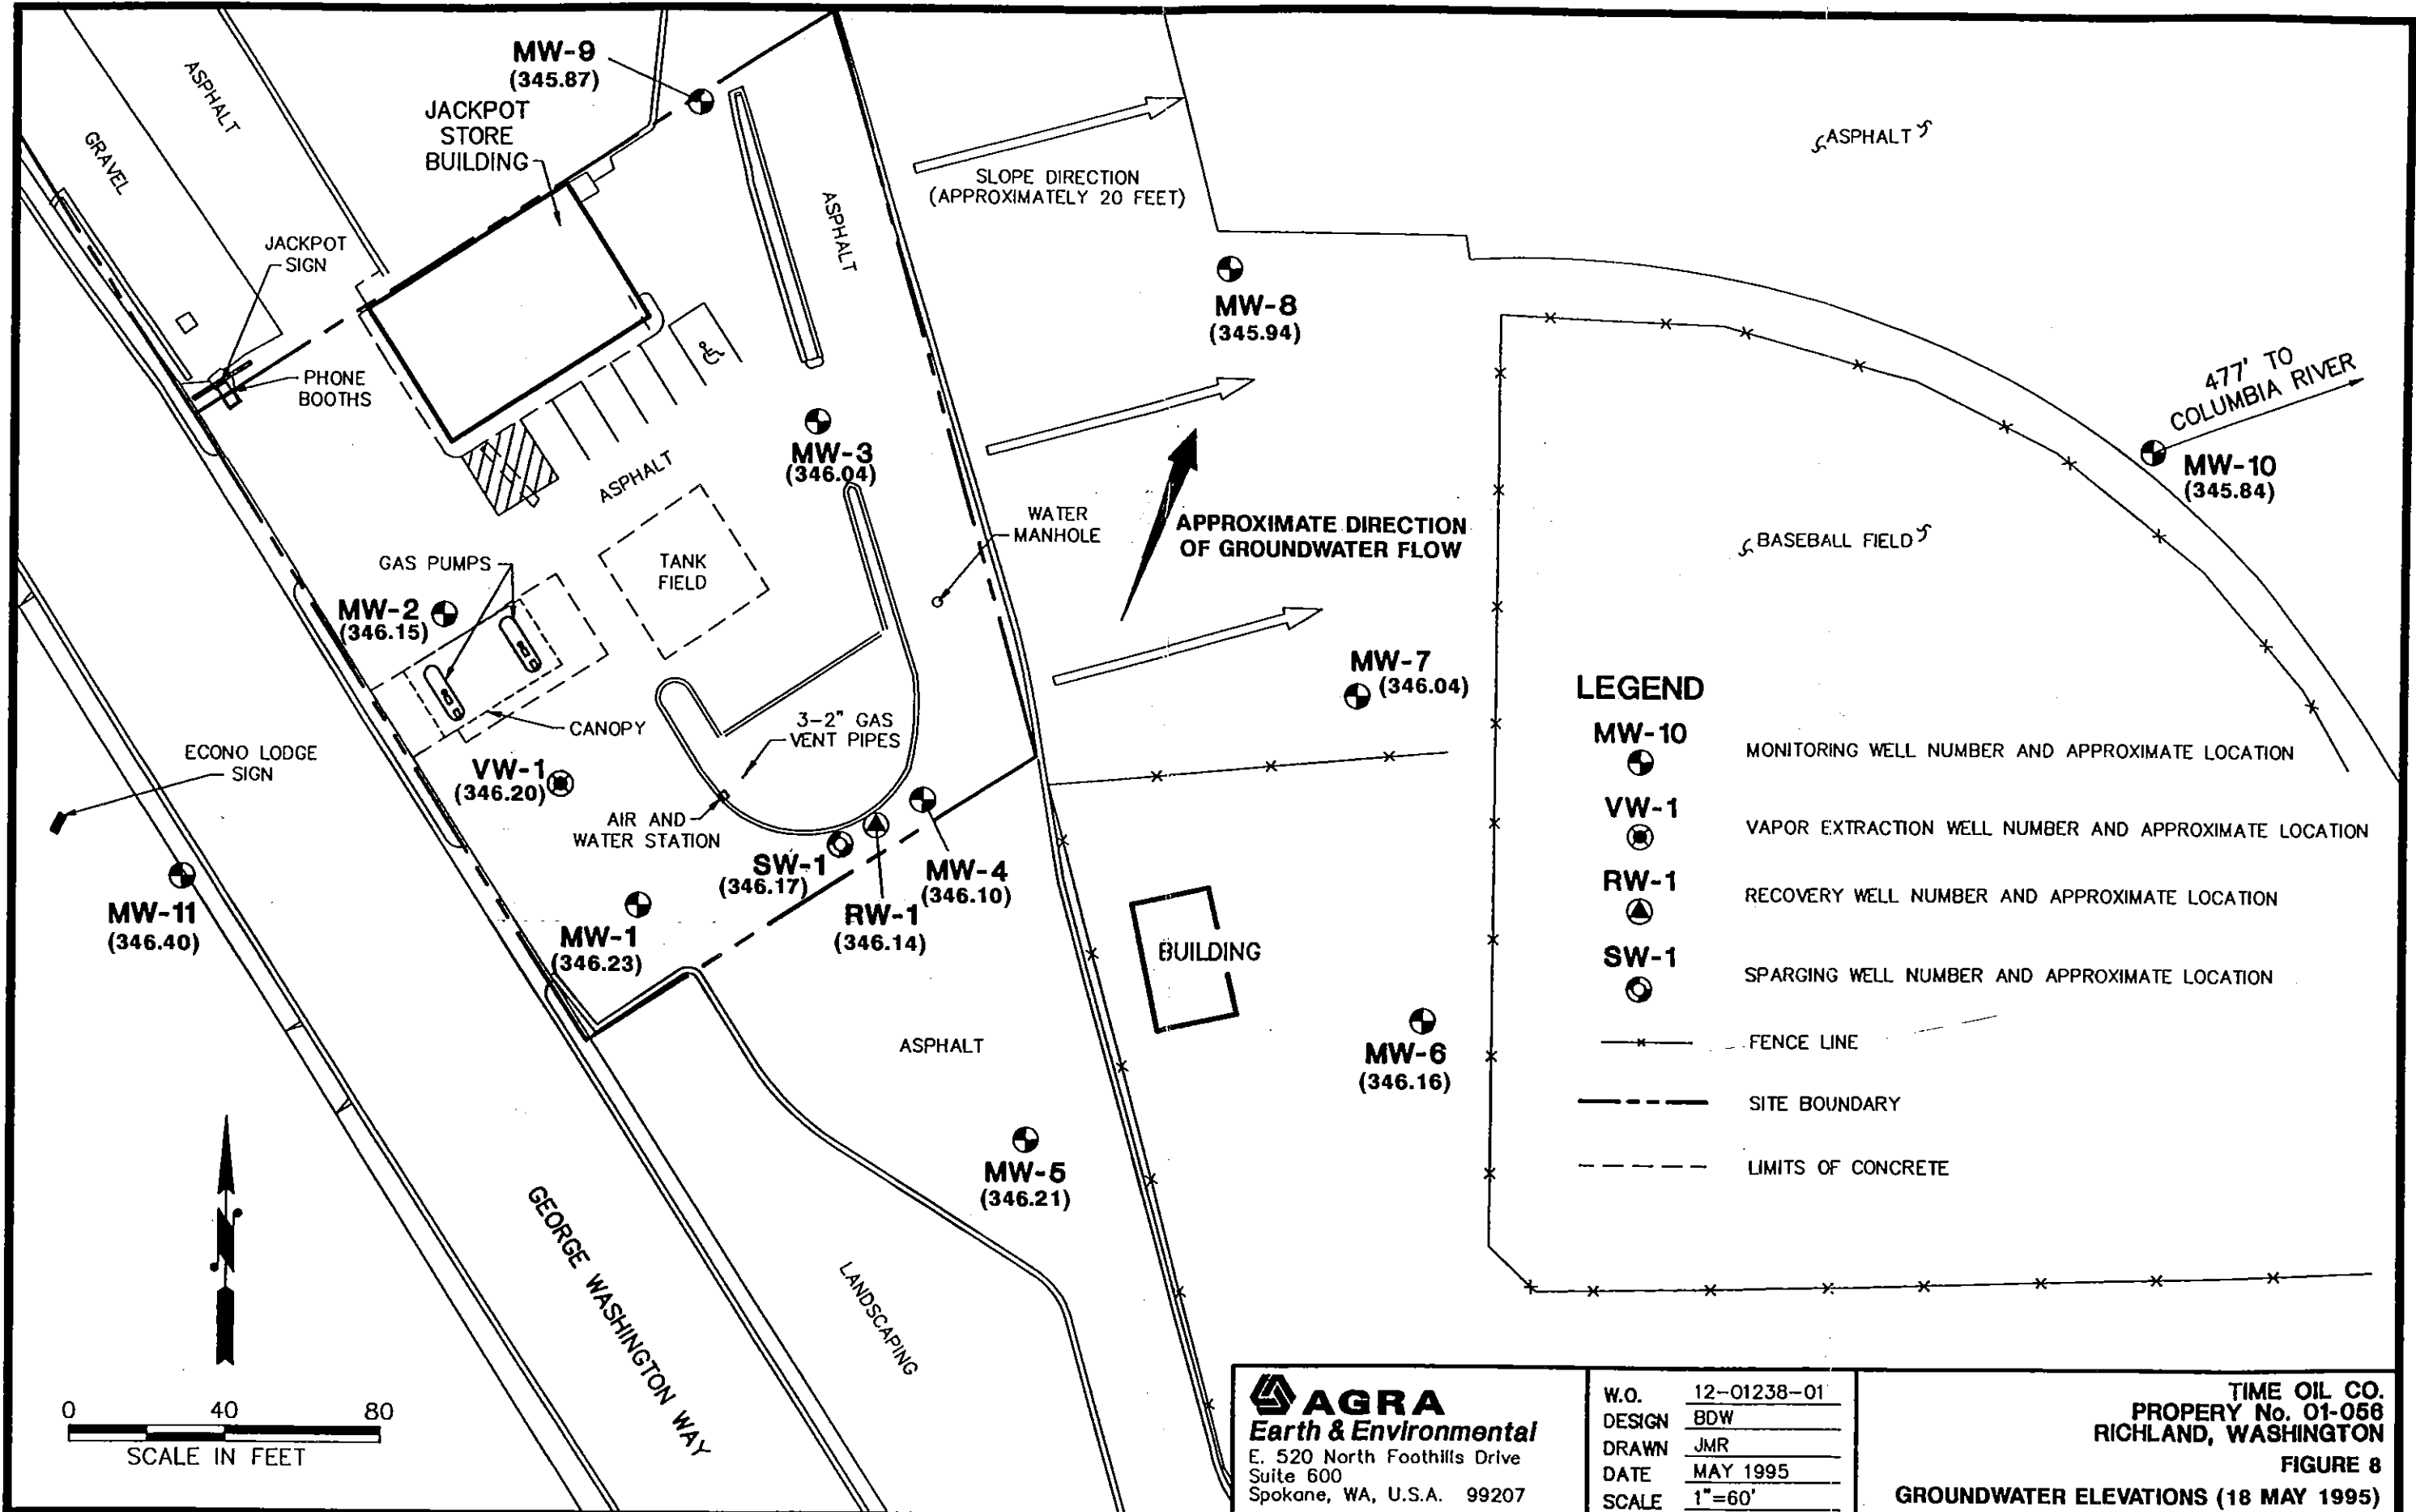 MW-9
(345.87)
JACKPOT
STORE
BUILDING
ASPHALT
GRAVEL
JACKPOT
SIGN
PHONE
BOOTHS
ASPHALT
SLOPE DIRECTION
(APPROXIMATELY 20 FEET)
ASPHALT
MW-8
(345.94)
477' TO
COLUMBIA RIVER
MW-10
(345.84)
MW-3
(346.04)
ASPHALT
WATER
MANHOLE
APPROXIMATE DIRECTION
OF GROUNDWATER FLOW
BASEBALL FIELD
GAS PUMPS
TANK
FIELD
MW-2
(346.15)
MW-7
(346.04)
CANOPY
3-2" GAS
VENT PIPES
ECONO LODGE
SIGN
VW-1
(346.20)
AIR AND
WATER STATION
SW-1
(346.17)
MW-4
(346.10)
RW-1
(346.14)
MW-11
(346.40)
MW-1
(346.23)
BUILDING
ASPHALT
MW-6
(346.16)
MW-5
(346.21)
GEORGE WASHINGTON WAY
LANDSCAPING
LEGEND
MW-10
MONITORING WELL NUMBER AND APPROXIMATE LOCATION
VW-1
VAPOR EXTRACTION WELL NUMBER AND APPROXIMATE LOCATION
RW-1
RECOVERY WELL NUMBER AND APPROXIMATE LOCATION
SW-1
SPARGING WELL NUMBER AND APPROXIMATE LOCATION
FENCE LINE
SITE BOUNDARY
LIMITS OF CONCRETE
N
0 40 80
SCALE IN FEET
AGRA
Earth & Environmental
E. 520 North Foothills Drive
Suite 600
Spokane, WA, U.S.A. 99207
W.O. 12-01238-01
DESIGN BDW
DRAWN JMR
DATE MAY 1995
SCALE 1"=60'
TIME OIL CO.
PROPERTY No. 01-056
RICHLAND, WASHINGTON
FIGURE 8
GROUNDWATER ELEVATIONS (18 MAY 1995)